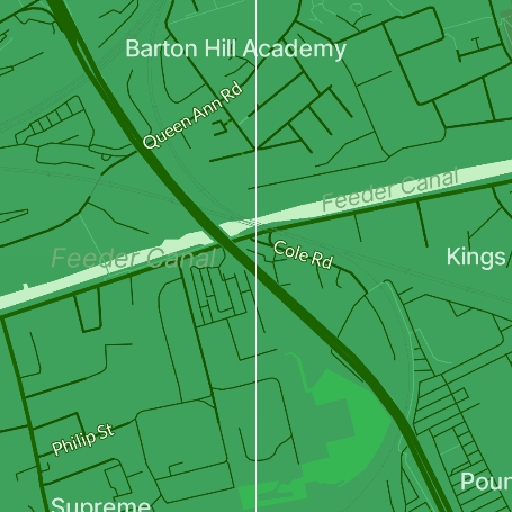 Barton Hill Academy
Queen Ann Rd
Feeder Canal
Feeder Canal
Cole Rd
Kings
Philip St
Poun
Supreme